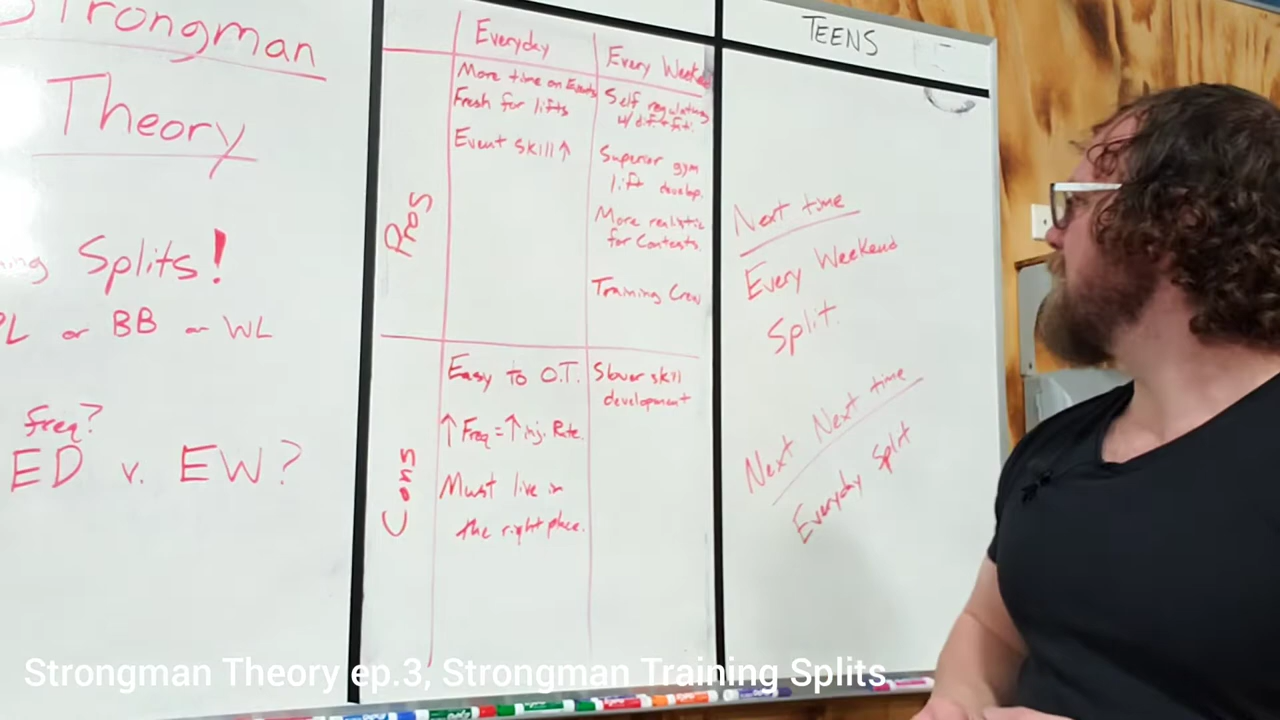 Strongman
Theory
Splits!
PL or BB or WL
freq?
ED v. EW?
Everyday
Every Weekend
Pros
More time on Events
Fresh for lifts
Event skill ↑
Self regulating
w/
Superior gym
lift develop.
More realistic
for Contests
Training Crew
Cons
Easy to O.T.
↑ Freq = ↑ inj. Rate.
Must live in
the right place.
Slower skill
development
TEENS
Next time
Every Weekend
Split.
Next Next time
Everyday Split
Strongman Theory ep.3, Strongman Training Splits